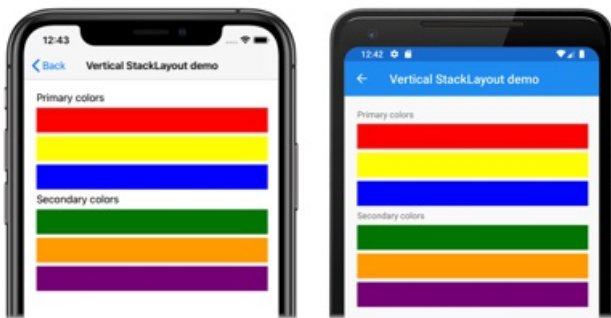 12:43
Back
Vertical StackLayout demo
Primary colors
Secondary colors
12:42
Vertical StackLayout demo
Primary colors
Secondary colors